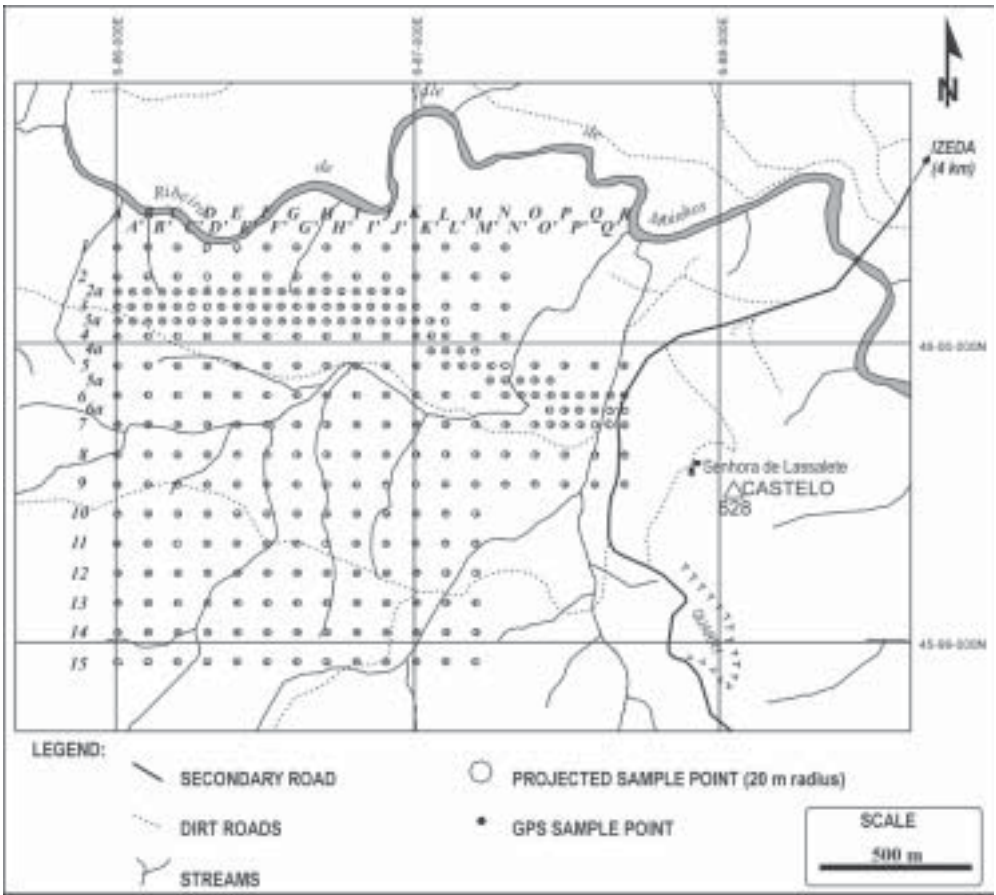 IZEDA
(4 km)
N
de
A B C D E F G H I J K L M N O P Q R
A' B' C' D' E' F' G' H' I' J' K' L' M' N' O' P' Q'
1
2
2a
3
3a
4
4a
5
5a
6
6a
7
8
9
10
11
12
13
14
15
Senhora de Lassalete
CASTELO
528
LEGEND:
SECONDARY ROAD
PROJECTED SAMPLE POINT (20 m radius)
DIRT ROADS
GPS SAMPLE POINT
STREAMS
SCALE
500 m